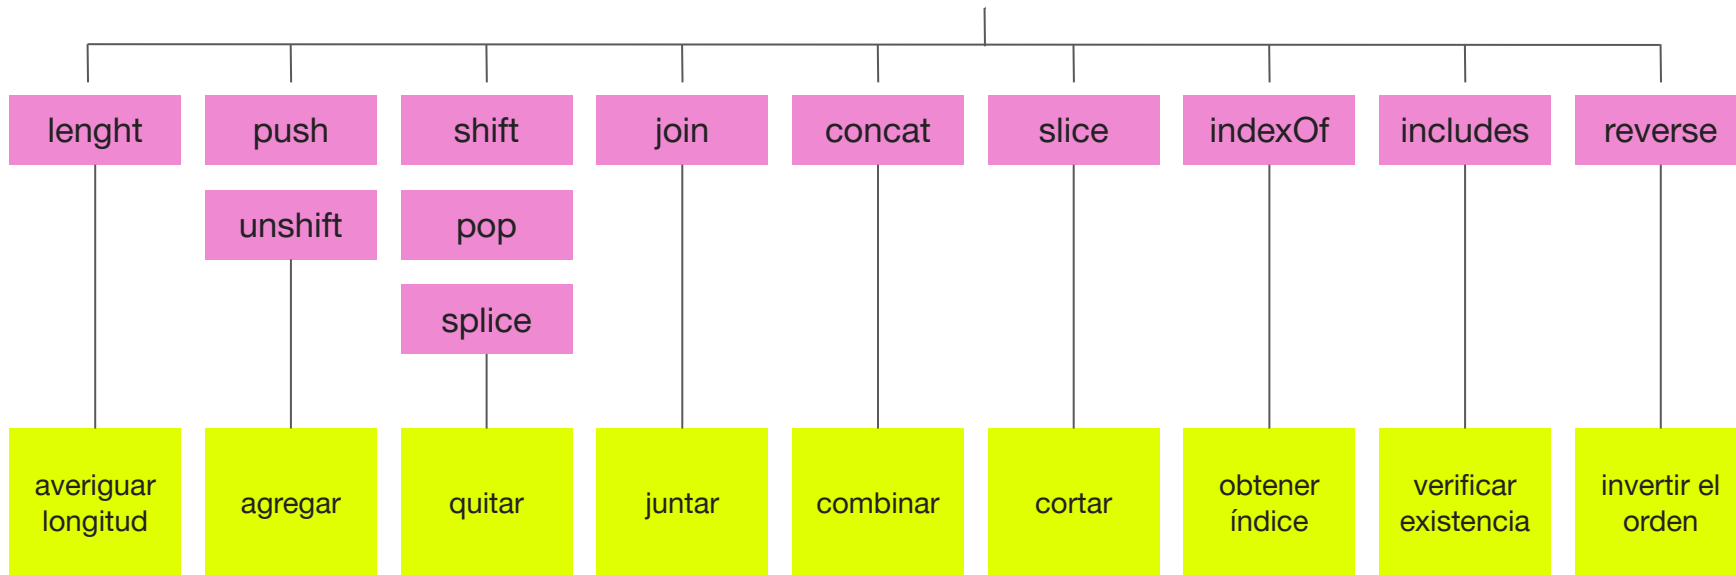 lenght
push
shift
join
concat
slice
indexOf
includes
reverse
unshift
pop
splice
averiguar
longitud
agregar
quitar
juntar
combinar
cortar
obtener
índice
verificar
existencia
invertir el
orden